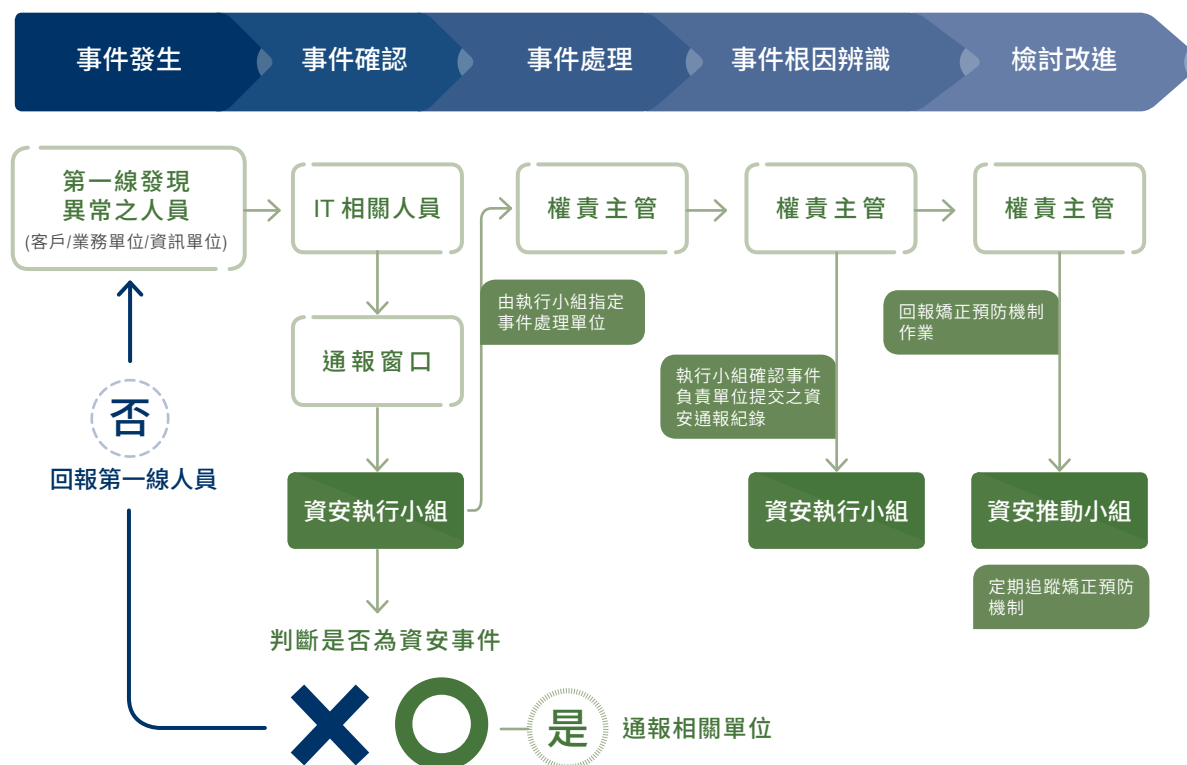 事件發生
事件確認
事件處理
事件根因辨識
檢討改進
第一線發現
異常之人員
(客戶/業務單位/資訊單位)
IT 相關人員
權責主管
權責主管
權責主管
由執行小組指定
事件處理單位
回報矯正預防機制
作業
通報窗口
執行小組確認事件
負責單位提交之資
安通報紀錄
否
回報第一線人員
資安執行小組
資安執行小組
資安推動小組
定期追蹤矯正預防
機制
判斷是否為資安事件
是
通報相關單位